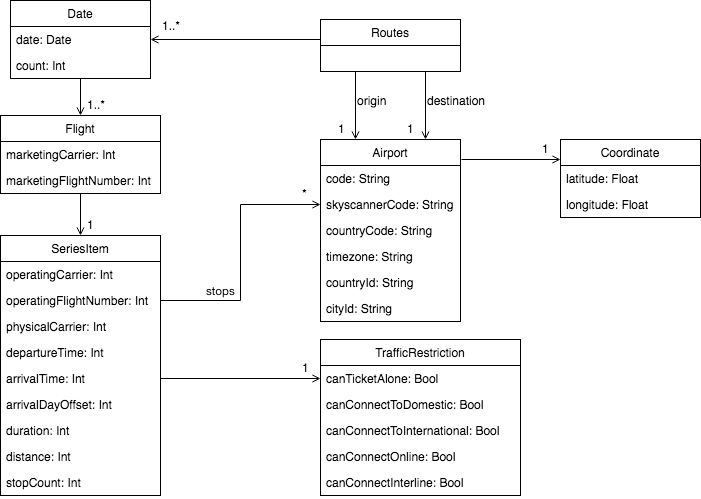 Date
date: Date
count: Int
1..*
Routes
1..*
origin
destination
1
1
Flight
marketingCarrier: Int
marketingFlightNumber: Int
1
Airport
code: String
skyscannerCode: String
countryCode: String
timezone: String
countryId: String
cityId: String
1
Coordinate
latitude: Float
longitude: Float
SeriesItem
operatingCarrier: Int
operatingFlightNumber: Int
physicalCarrier: Int
departureTime: Int
arrivalTime: Int
arrivalDayOffset: Int
duration: Int
distance: Int
stopCount: Int
*
stops
1
TrafficRestriction
canTicketAlone: Bool
canConnectToDomestic: Bool
canConnectToInternational: Bool
canConnectOnline: Bool
canConnectInterline: Bool